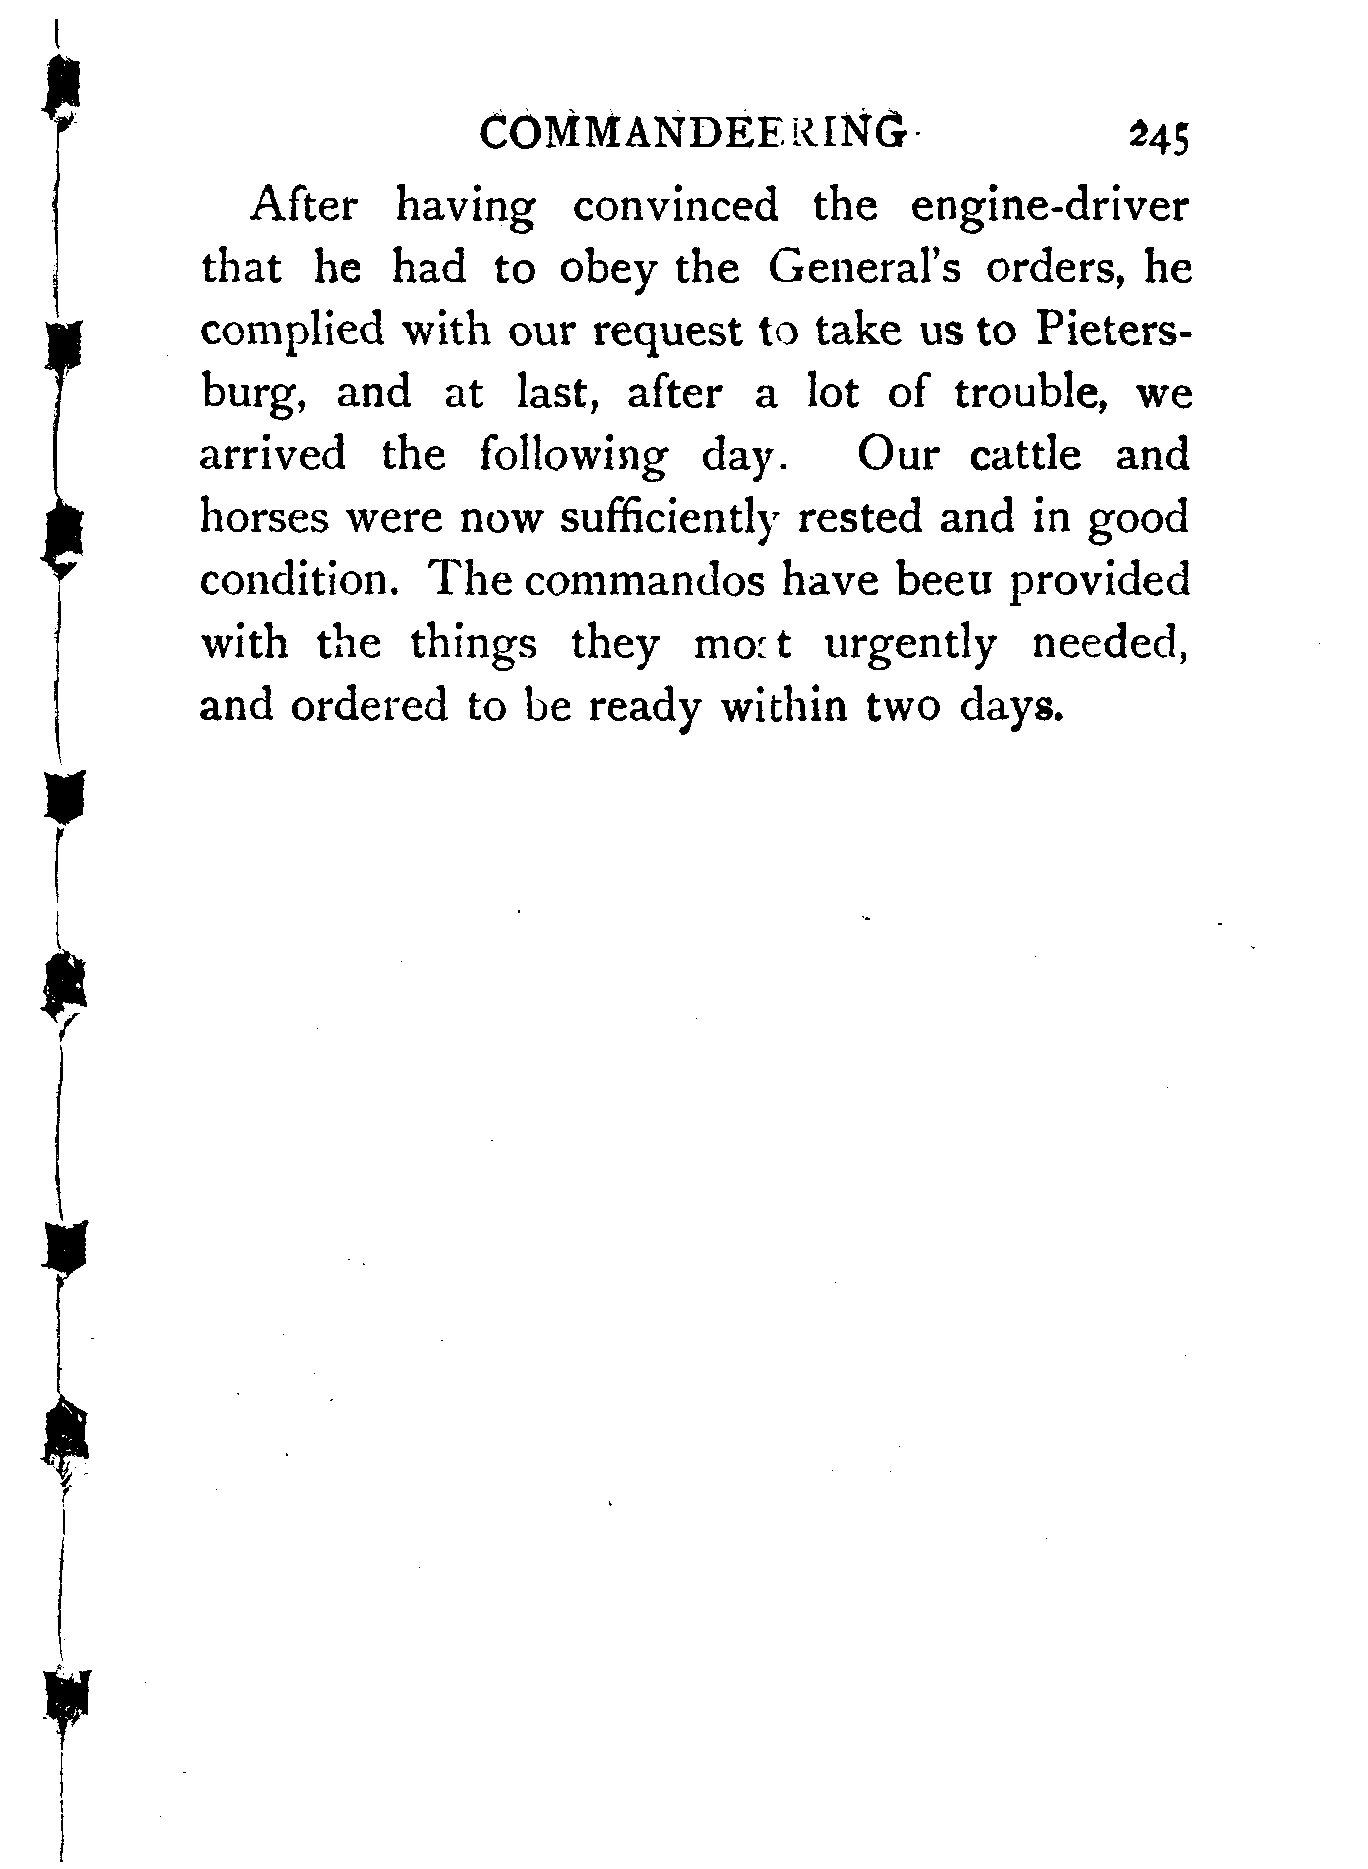 COMMANDEERING 245
After having convinced the engine-driver
that he had to obey the General's orders, he
complied with our request to take us to Pieters-
burg, and at last, after a lot of trouble, we
arrived the following day. Our cattle and
horses were now sufficiently rested and in good
condition. The commandos have been provided
with the things they most urgently needed,
and ordered to be ready within two days.